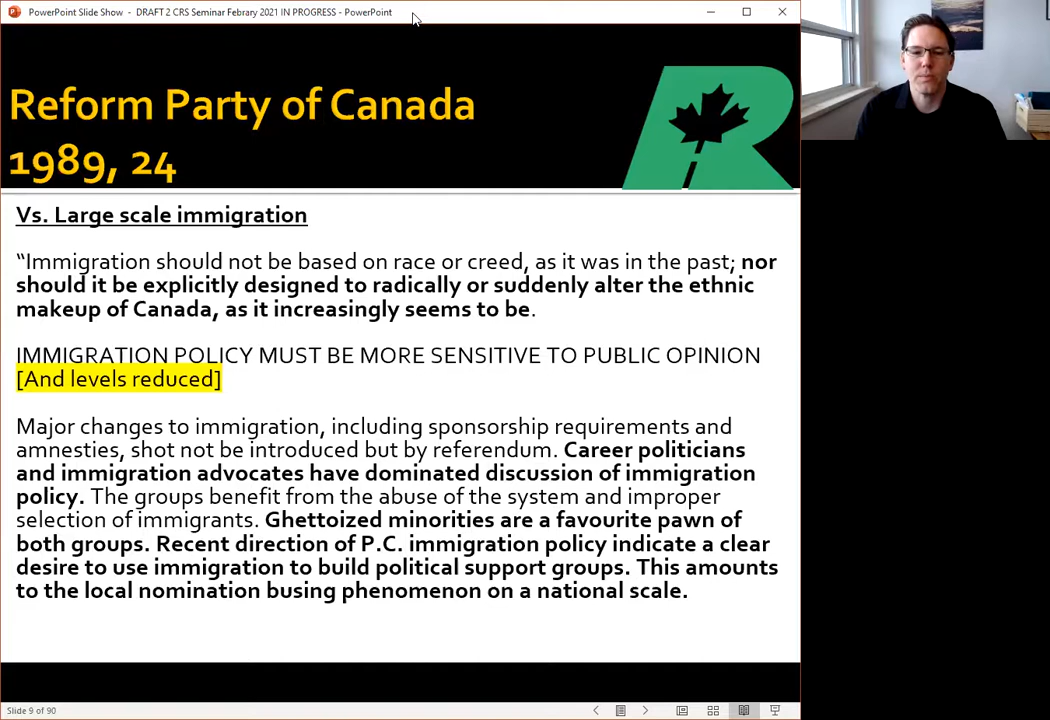 PowerPoint Slide Show - DRAFT 2 CRS Seminar Febrary 2021 IN PROGRESS - PowerPoint
Reform Party of Canada
1989, 24
R
Vs. Large scale immigration
“Immigration should not be based on race or creed, as it was in the past; nor
should it be explicitly designed to radically or suddenly alter the ethnic
makeup of Canada, as it increasingly seems to be.
IMMIGRATION POLICY MUST BE MORE SENSITIVE TO PUBLIC OPINION
[And levels reduced]
Major changes to immigration, including sponsorship requirements and
amnesties, shot not be introduced but by referendum. Career politicians
and immigration advocates have dominated discussion of immigration
policy. The groups benefit from the abuse of the system and improper
selection of immigrants. Ghettoized minorities are a favourite pawn of
both groups. Recent direction of P.C. immigration policy indicate a clear
desire to use immigration to build political support groups. This amounts
to the local nomination busing phenomenon on a national scale.
Slide 9 of 90